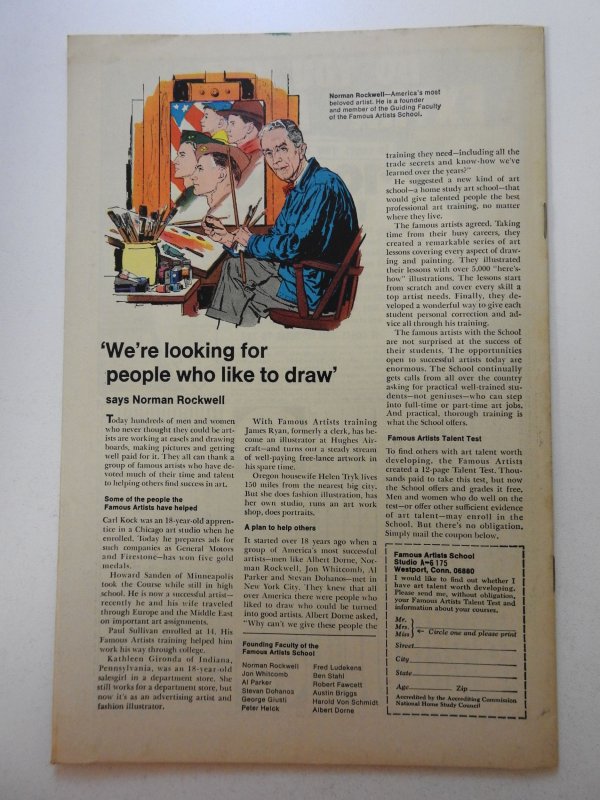 Norman Rockwell—America's most
beloved artist. He is a founder
and member of the Guiding Faculty
of the Famous Artists School.
'We're looking for
people who like to draw'
says Norman Rockwell
Today hundreds of men and women
who never thought they could be art-
ists are working at easels and drawing
boards, making pictures and getting
well paid for it. They all can thank a
group of famous artists who have de-
voted much of their time and talent
to helping others find success in art.
Some of the people the
Famous Artists have helped
Carl Kock was an 18-year-old appren-
tice in a Chicago art studio when he
enrolled. Today he prepares ads for
such companies as General Motors
and Firestone—has won five gold
medals.
Howard Sanden of Minneapolis
took the Course while still in high
school. He is now a successful artist—
recently he and his wife traveled
through Europe and the Middle East
on important art assignments.
Paul Sullivan enrolled at 14. His
Famous Artists training helped him
work his way through college.
Kathleen Gironda of Indiana,
Pennsylvania, was an 18-year-old
salesgirl in a department store. She
still works for a department store, but
now it's as an advertising artist and
fashion illustrator.
With Famous Artists training
James Ryan, formerly a clerk, has be-
come an illustrator at Hughes Air-
craft—and turns out a steady stream
of well-paying free-lance artwork in
his spare time.
Oregon housewife Helen Tryk lives
150 miles from the nearest big city.
But she does fashion illustration, has
her own studio, runs an art work
shop, does portraits.
A plan to help others
It started over 18 years ago when a
group of America's most successful
artists—men like Albert Dorne, Nor-
man Rockwell, Jon Whitcomb, Al
Parker and Stevan Dohanos—met in
New York City. They knew that all
over America there were people who
liked to draw who could be turned
into good artists. Albert Dorne asked,
"Why can't we give these people the
Founding Faculty of the
Famous Artists School
Norman Rockwell
Jon Whitcomb
Al Parker
Stevan Dohanos
George Giusti
Peter Helck
Fred Ludekens
Ben Stahl
Robert Fawcett
Austin Briggs
Harold Von Schmidt
Albert Dorne
training they need—including all the
trade secrets and know-how we've
learned over the years?"
He suggested a new kind of art
school—a home study art school—that
would give talented people the best
professional art training, no matter
where they live.
The famous artists agreed. Taking
time from their busy careers, they
created a remarkable series of art
lessons covering every aspect of draw-
ing and painting. They illustrated
their lessons with over 5,000 "here's-
how" illustrations. The lessons start
from scratch and cover every skill a
top artist needs. Finally, they de-
veloped a wonderful way to give each
student personal correction and ad-
vice all through his training.
The famous artists with the School
are not surprised at the success of
their students. The opportunities
open to successful artists today are
enormous. The School continually
gets calls from all over the country
asking for practical well-trained stu-
dents—not geniuses—who can step
into full-time or part-time art jobs.
And practical, thorough training is
what the School offers.
Famous Artists Talent Test
To find others with art talent worth
developing, the Famous Artists
created a 12-page Talent Test. Thou-
sands paid to take this test, but now
the School offers and grades it free.
Men and women who do well on the
test—or offer other sufficient evidence
of art talent—may enroll in the
School. But there's no obligation.
Simply mail the coupon below.
Famous Artists School
Studio A-6175
Westport, Conn. 06880
I would like to find out whether I
have art talent worth developing.
Please send me, without obligation,
your Famous Artists Talent Test and
information about your courses.
Mr.
Mrs. ← Circle one and please print
Miss
Street
City
State
Age Zip
Accredited by the Accrediting Commission
National Home Study Council